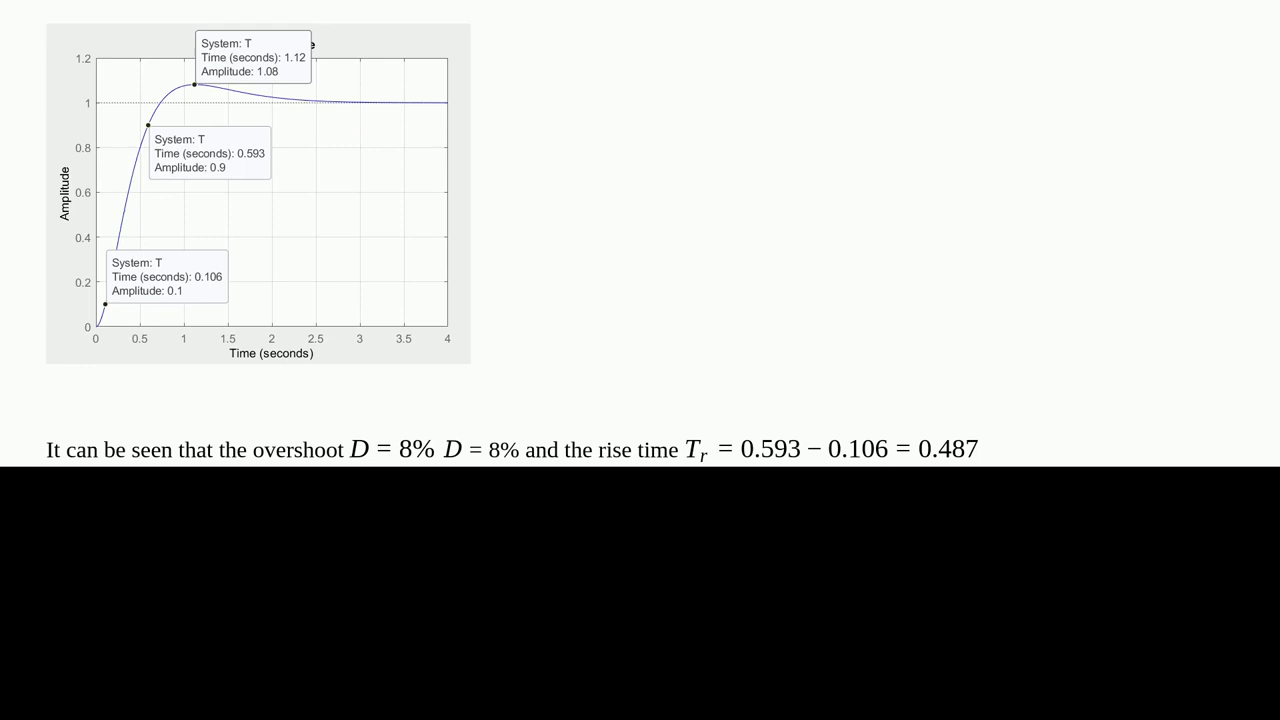 System: T
Time (seconds): 1.12
Amplitude: 1.08
e
1.2
1
System: T
Time (seconds): 0.593
Amplitude: 0.9
0.8
0.6
0.4
0.2
0
Amplitude
System: T
Time (seconds): 0.106
Amplitude: 0.1
0 0.5 1 1.5 2 2.5 3 3.5 4
Time (seconds)
It can be seen that the overshoot D = 8% D = 8% and the rise time Tr = 0.593 − 0.106 = 0.487